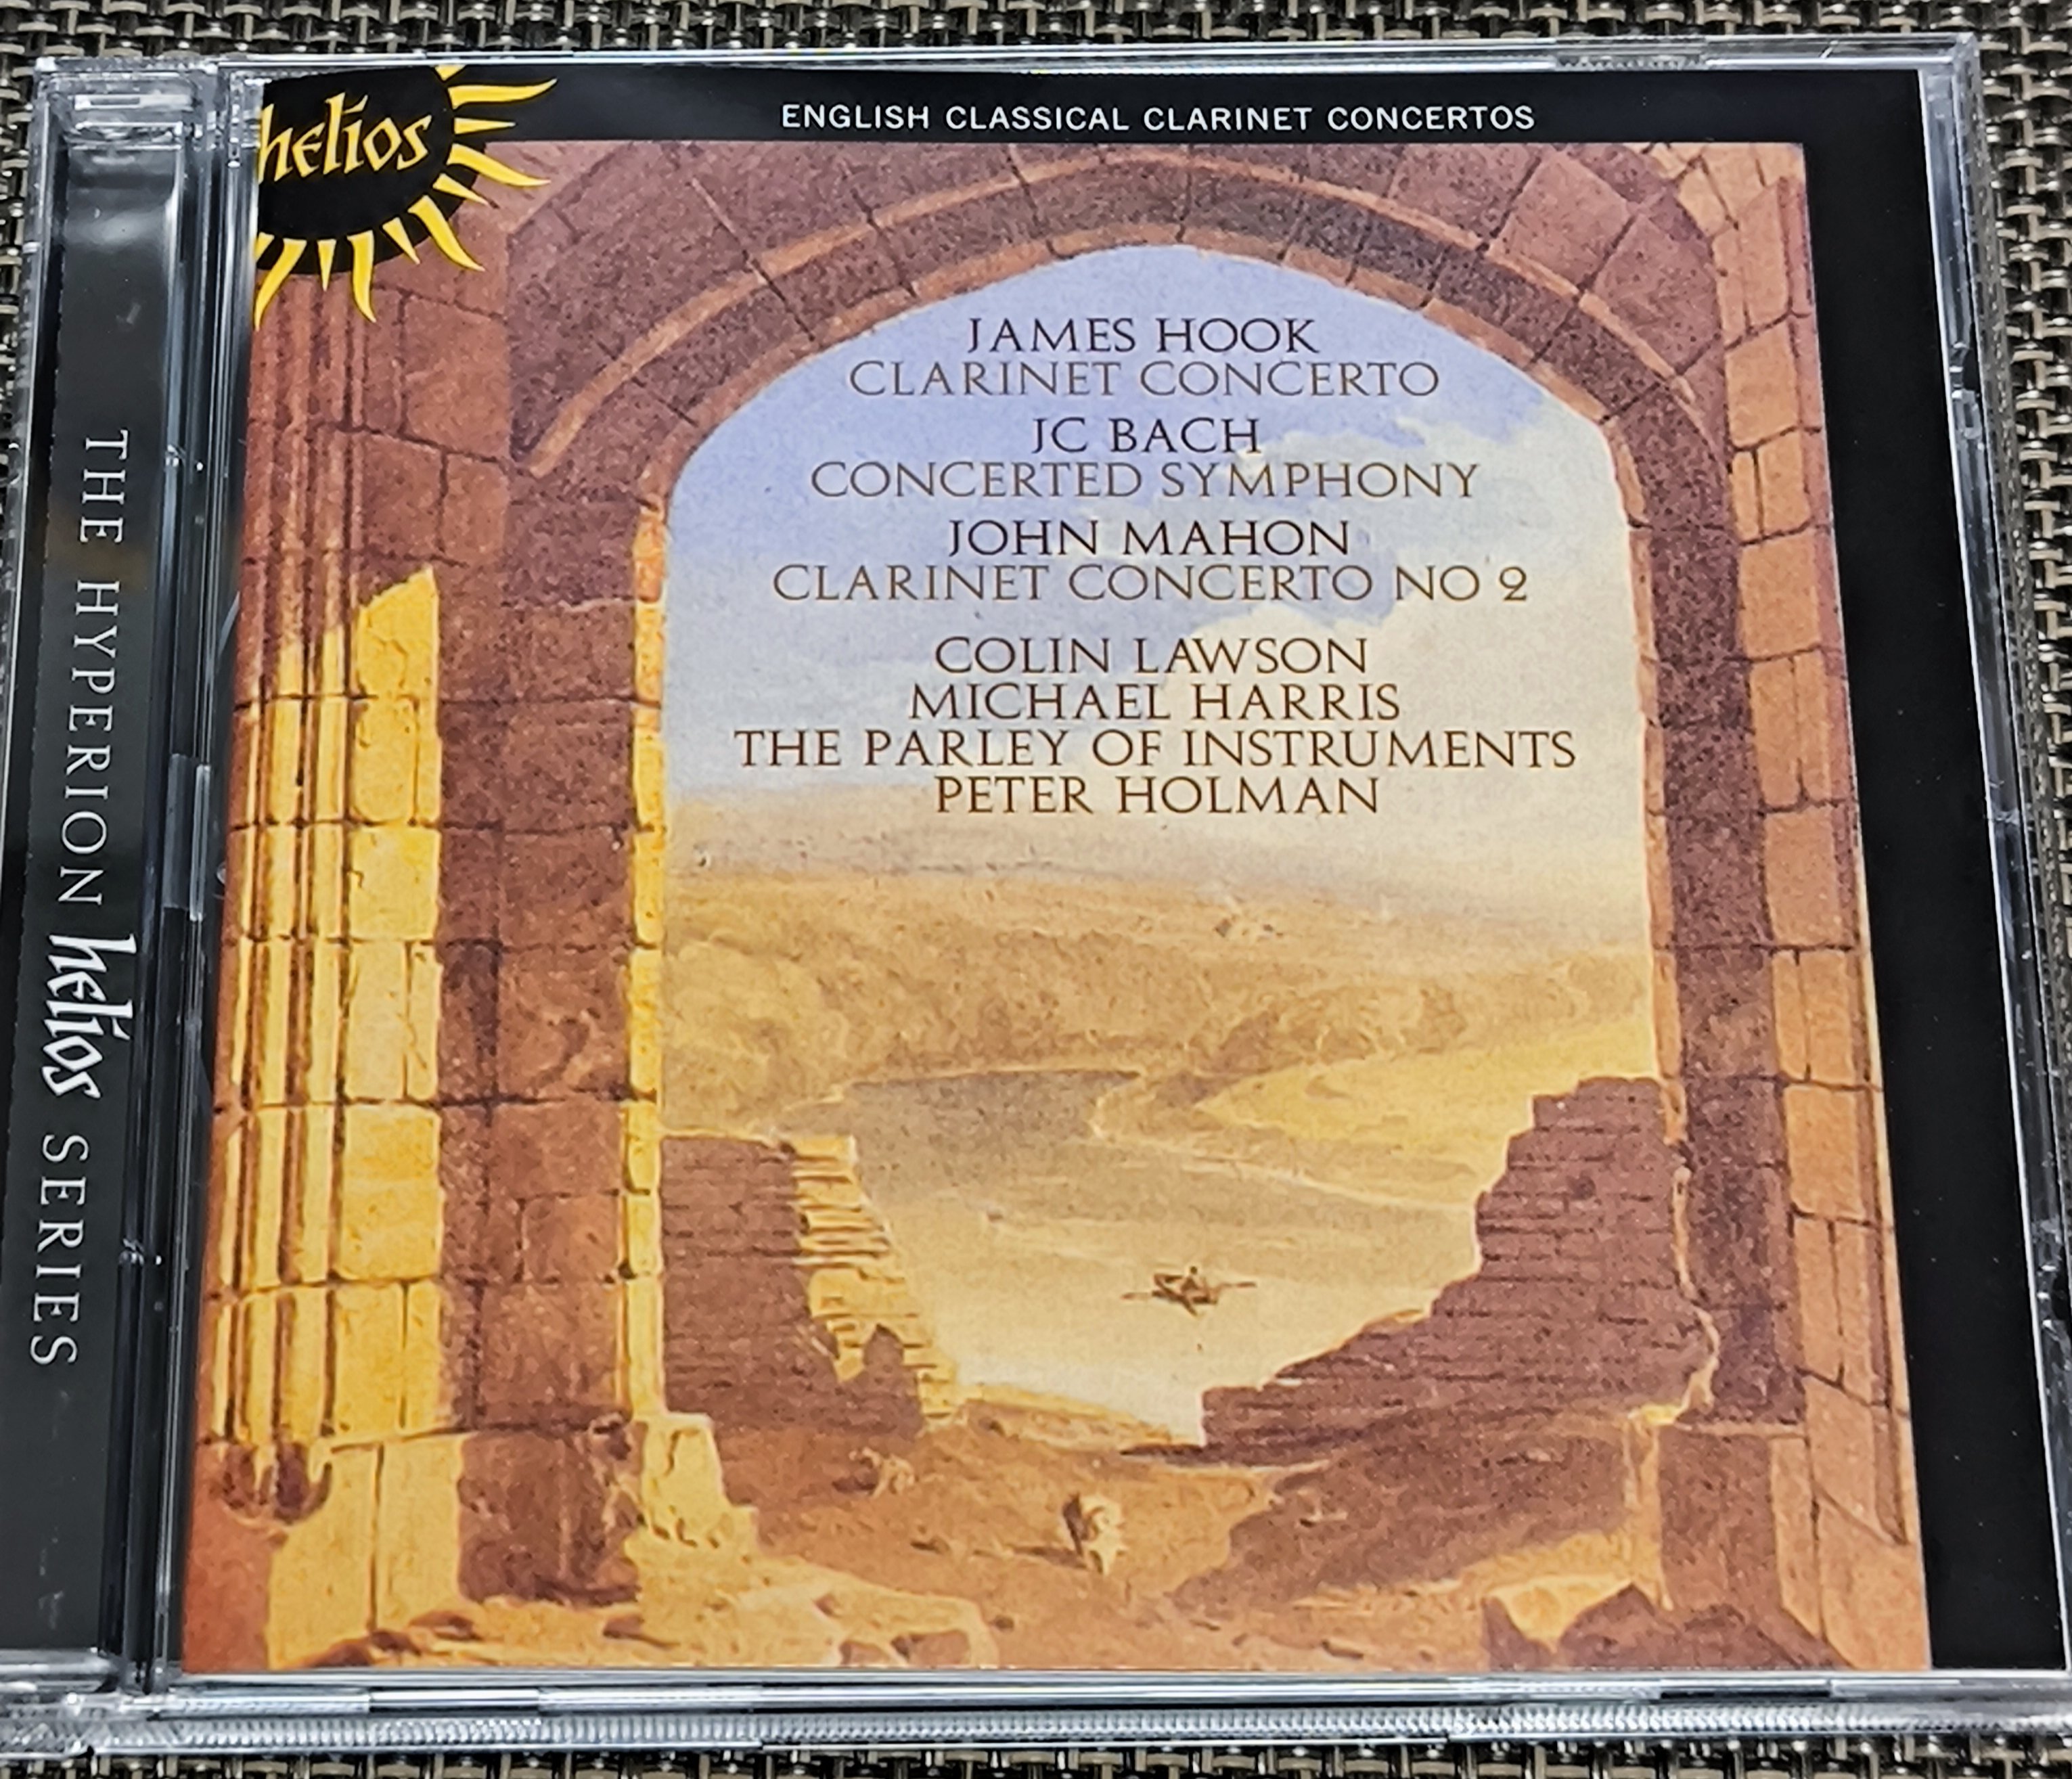 helios
ENGLISH CLASSICAL CLARINET CONCERTOS
JAMES HOOK
CLARINET CONCERTO
JC BACH
CONCERTED SYMPHONY
JOHN MAHON
CLARINET CONCERTO NO 2
COLIN LAWSON
MICHAEL HARRIS
THE PARLEY OF INSTRUMENTS
PETER HOLMAN
THE HYPERION helios SERIES